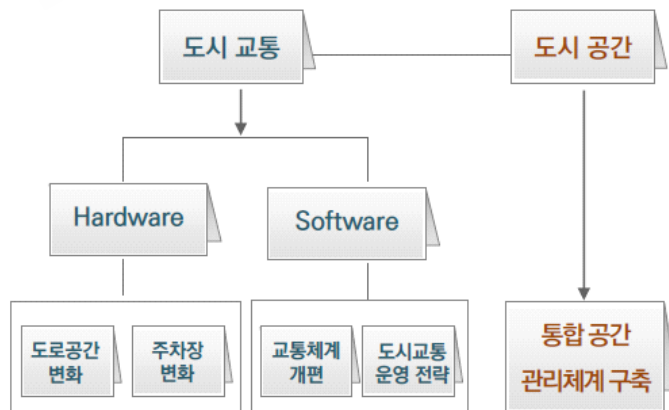 도시 교통
도시 공간
Hardware
Software
도로공간
변화
주차장
변화
교통체계
개편
도시교통
운영 전략
통합 공간
관리체계 구축